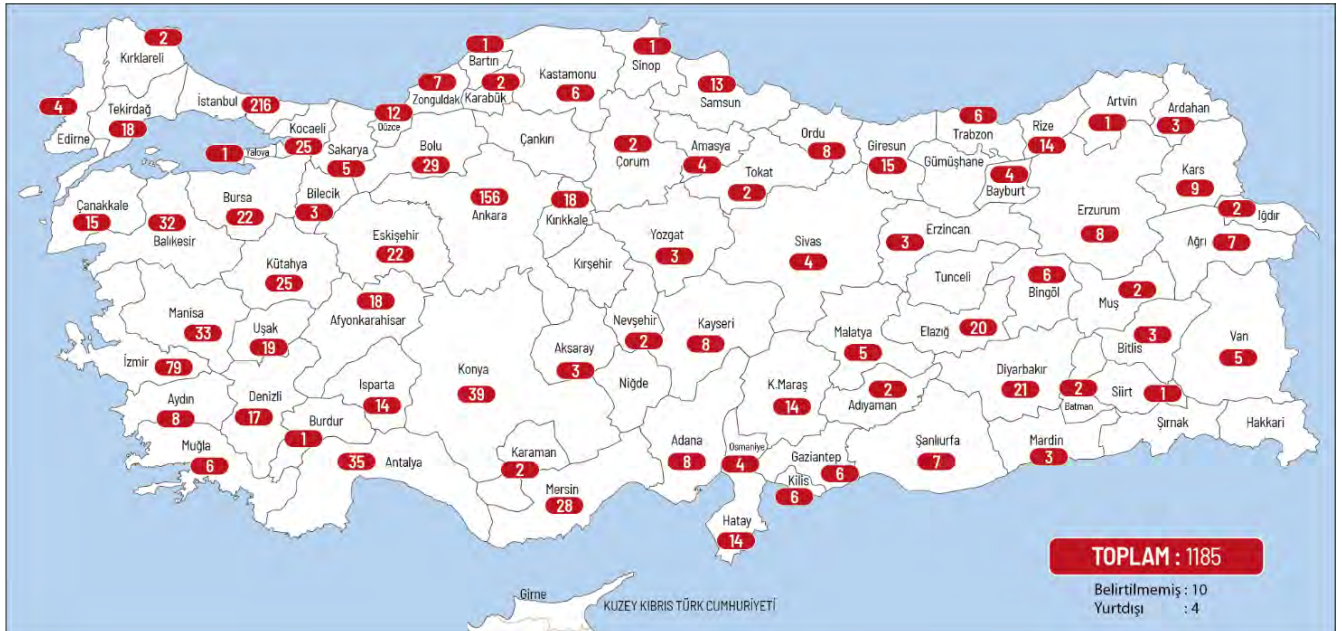 2
Kırklareli
4
Edirne
Tekirdağ
18
İstanbul 216
Kocaeli
25
1 Yalova
Sakarya
5
12
Düzce
Bolu
29
7
Zonguldak
1
Bartın
2
Karabük
Kastamonu
6
1
Sinop
13
Samsun
Çankırı
2
Çorum
Amasya
4
Tokat
2
Ordu
8
Giresun
15
6
Trabzon
Gümüşhane
4
Bayburt
Rize
14
Artvin
1
Ardahan
3
Kars
9
2
Iğdır
Ağrı 7
Erzurum
8
Erzincan
3
Çanakkale
15
32
Balıkesir
Bursa
22
Bilecik
3
Eskişehir
22
156
Ankara
18
Kırıkkale
Kırşehir
Yozgat
3
Sivas
4
Tunceli
6
Bingöl
2
Muş
3
Bitlis
Van
5
Kütahya
25
18
Afyonkarahisar
Manisa
33
Uşak
19
İzmir 79
Aydın
8
Denizli
17
Muğla
6
Burdur
1
Isparta
14
35 Antalya
Konya
39
Aksaray
3
Nevşehir
2
Niğde
Kayseri
8
Karaman
2
Mersin
28
Adana
8
Osmaniye
4
K.Maraş
14
Malatya
5
Elazığ 20
2
Adıyaman
Gaziantep
6
Kilis
6
Hatay
14
Şanlıurfa
7
Diyarbakır
21
2
Batman
Mardin
3
Siirt 1
Şırnak
Hakkari
TOPLAM : 1185
Belirtilmemiş : 10
Yurtdışı : 4
Girne
KUZEY KIBRIS TÜRK CUMHURİYETİ